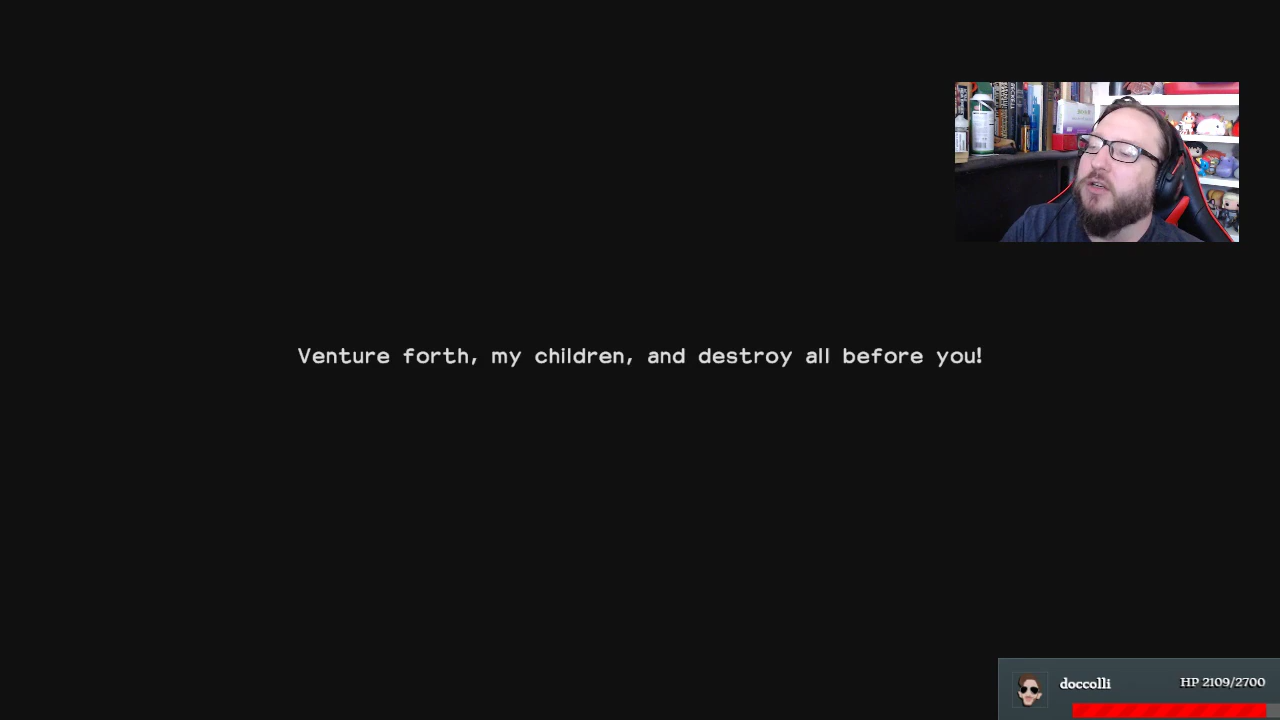 Venture forth, my children, and destroy all before you!
doccolli
HP 2109/2700